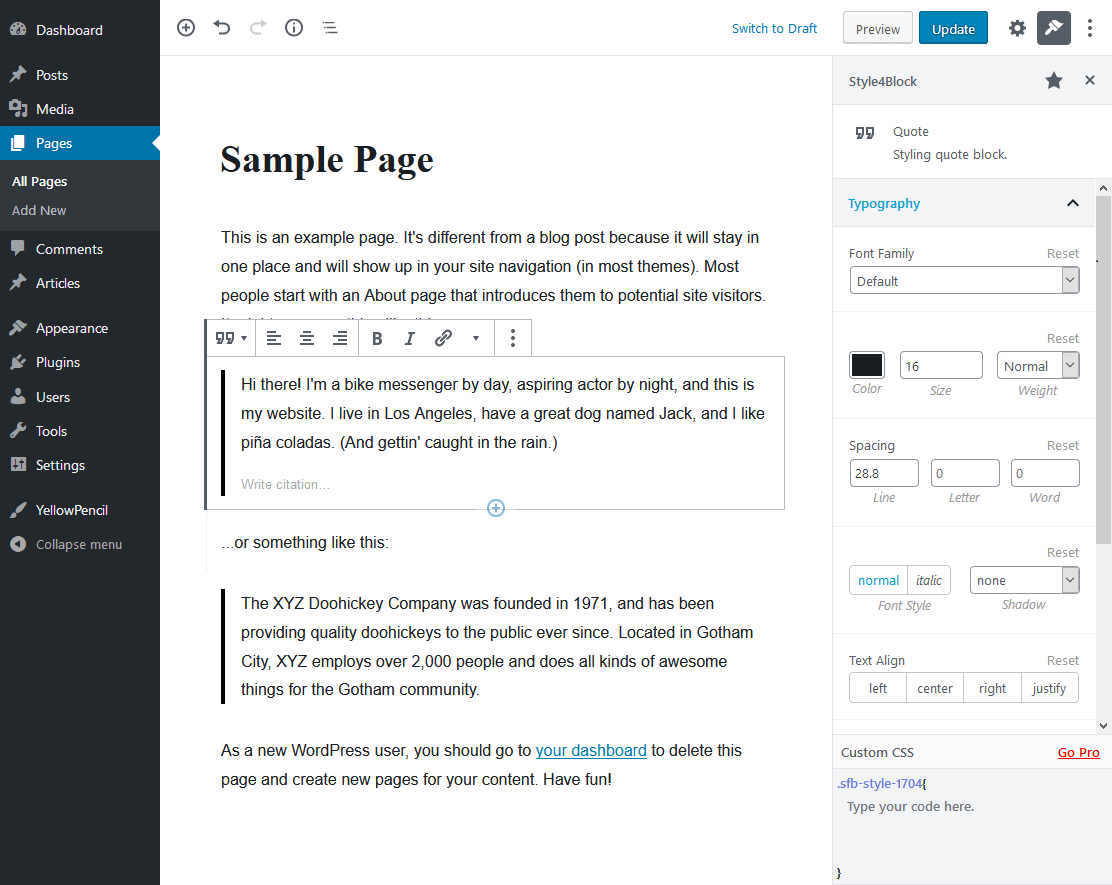 Dashboard
Posts
Media
Pages
All Pages
Add New
Comments
Articles
Appearance
Plugins
Users
Tools
Settings
YellowPencil
Collapse menu
Switch to Draft
Preview
Update
Sample Page
This is an example page. It's different from a blog post because it will stay in
one place and will show up in your site navigation (in most themes). Most
people start with an About page that introduces them to potential site visitors.
B I
Hi there! I'm a bike messenger by day, aspiring actor by night, and this is
my website. I live in Los Angeles, have a great dog named Jack, and I like
piña coladas. (And gettin' caught in the rain.)
Write citation…
...or something like this:
The XYZ Doohickey Company was founded in 1971, and has been
providing quality doohickeys to the public ever since. Located in Gotham
City, XYZ employs over 2,000 people and does all kinds of awesome
things for the Gotham community.
As a new WordPress user, you should go to your dashboard to delete this
page and create new pages for your content. Have fun!
Style4Block
Quote
Styling quote block.
Typography
Font Family Reset
Default
Reset
16 Normal
Color Size Weight
Spacing Reset
28.8 0 0
Line Letter Word
Reset
normal italic none
Font Style Shadow
Text Align Reset
left center right justify
Custom CSS Go Pro
.sfb-style-1704{
Type your code here.
}